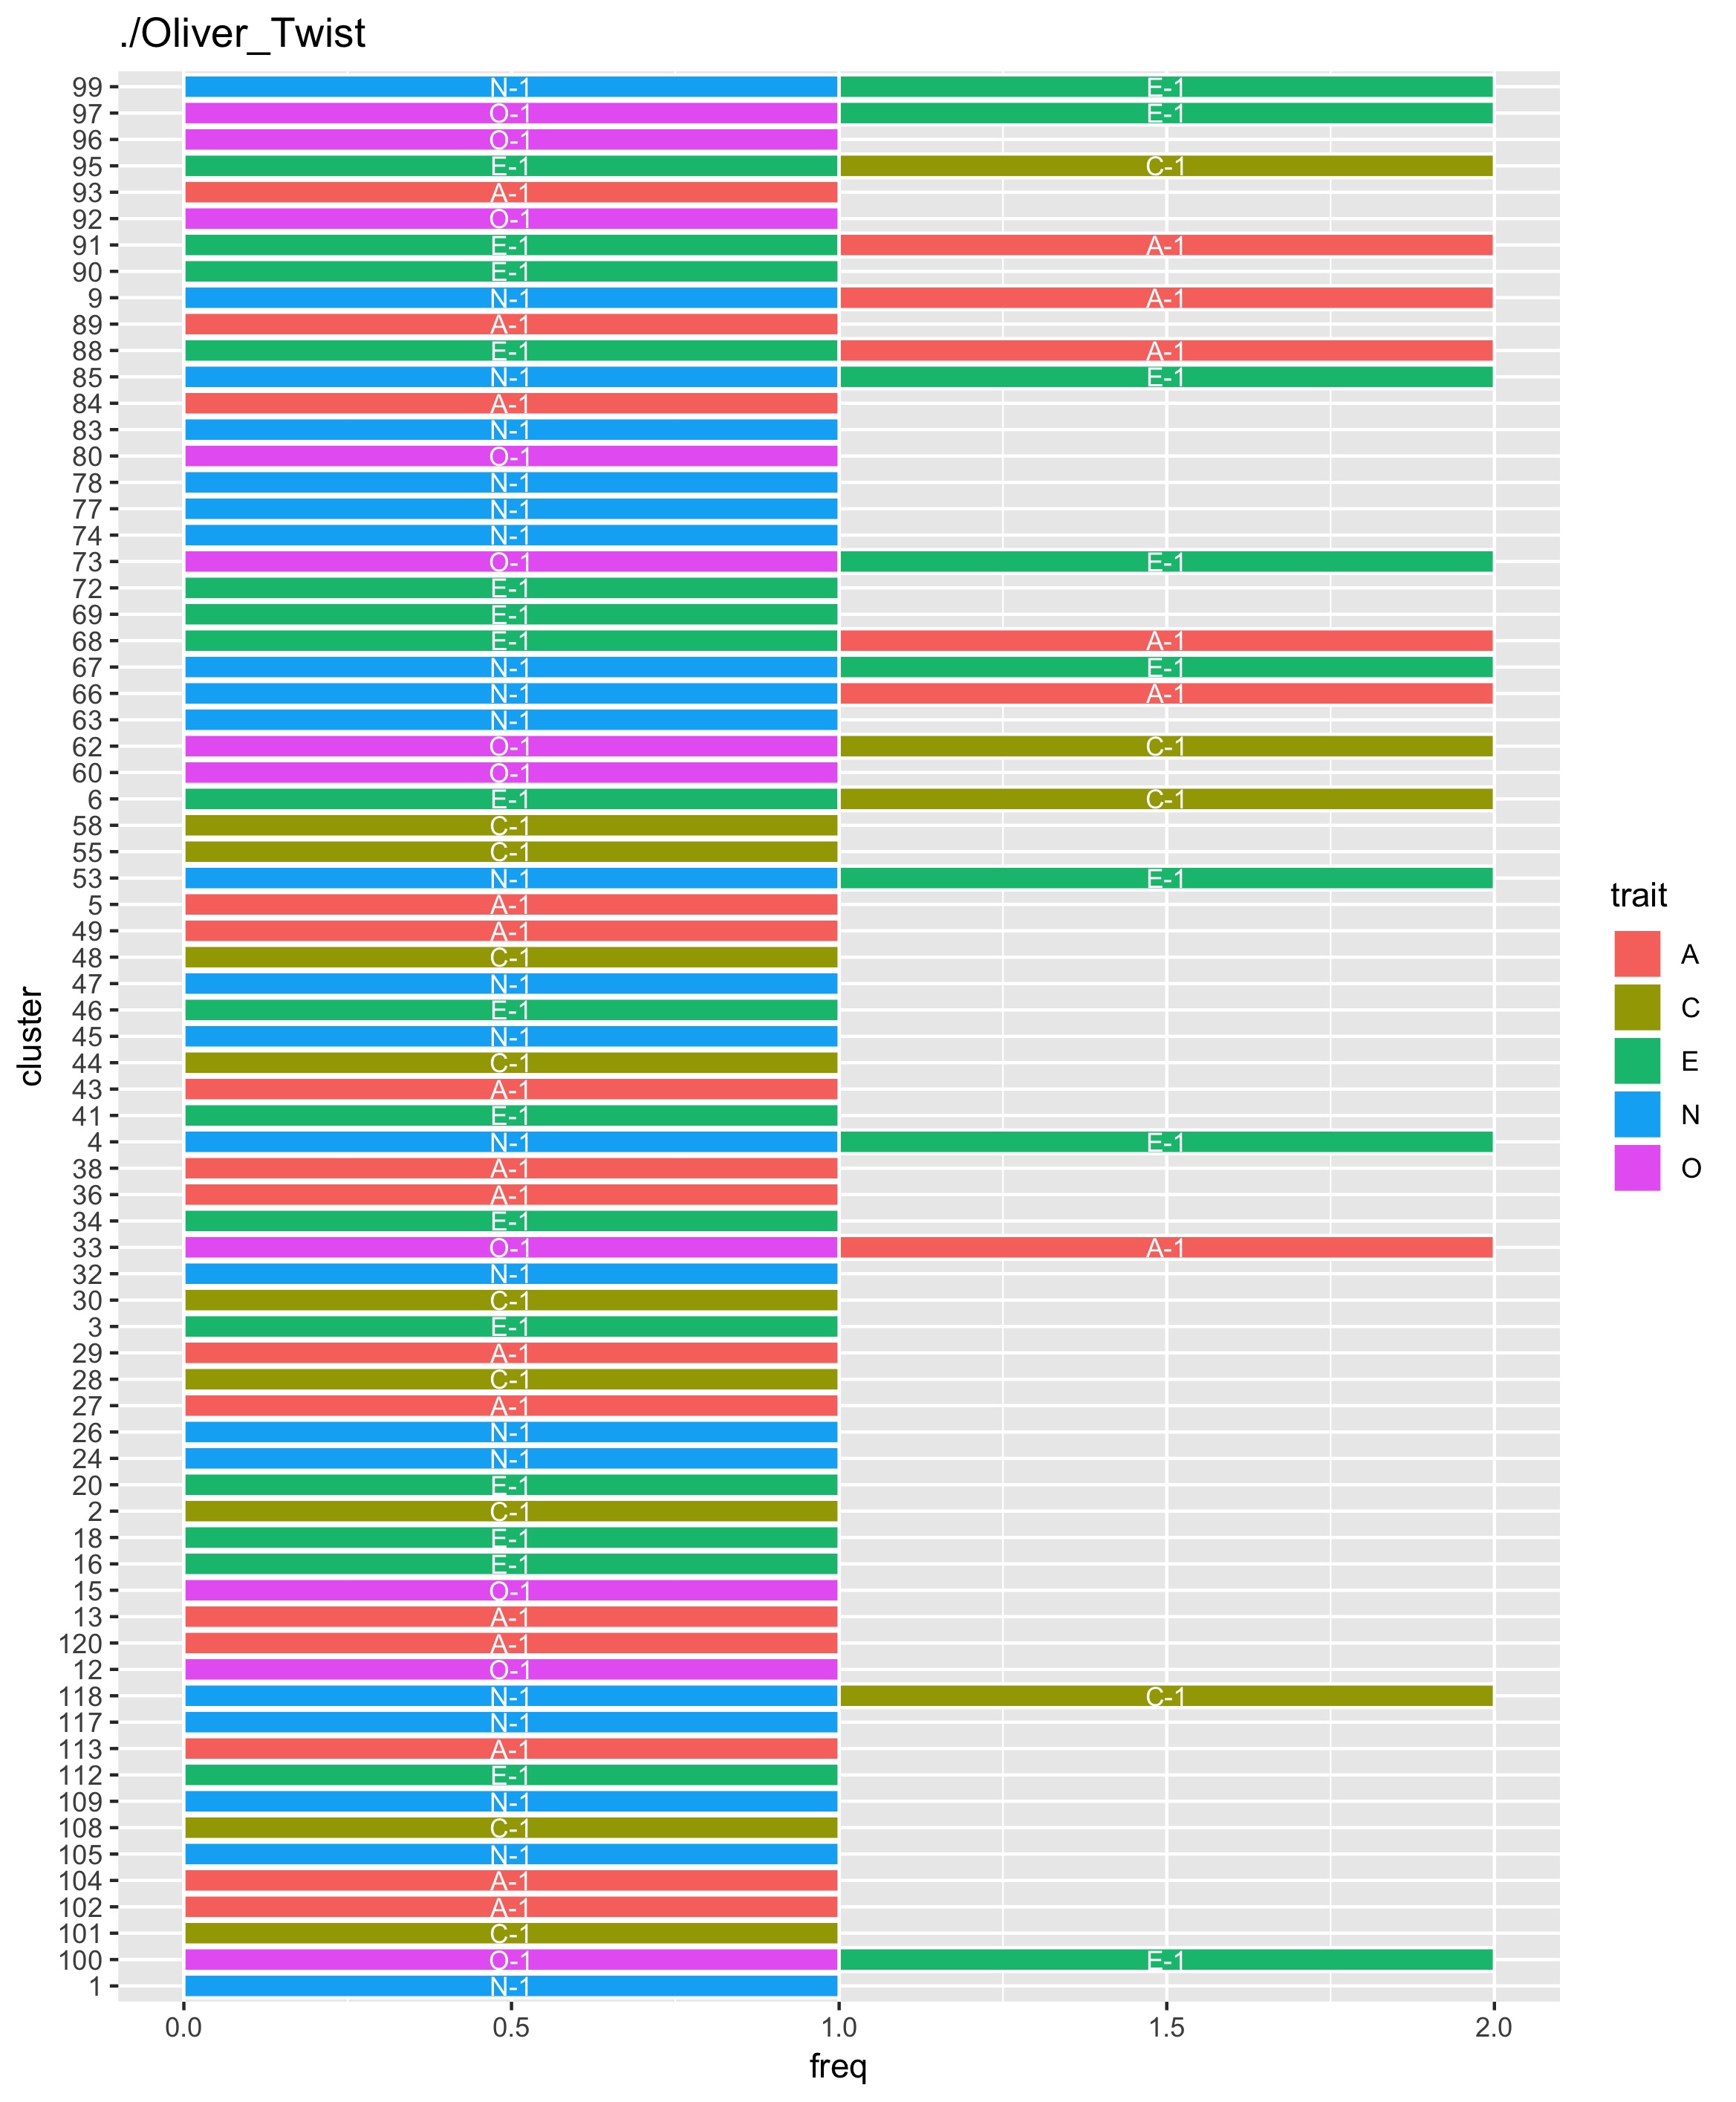 ./Oliver_Twist
99 N-1 E-1
97 O-1 E-1
96 O-1
95 E-1 C-1
93 A-1
92 O-1
91 E-1 A-1
90 E-1
9 N-1 A-1
89 A-1
88 E-1 A-1
85 N-1 E-1
84 A-1
83 N-1
80 O-1
78 N-1
77 N-1
74 N-1
73 O-1 E-1
72 E-1
69 E-1
68 E-1 A-1
67 N-1 E-1
66 N-1 A-1
63 N-1
62 O-1 C-1
60 O-1
6 E-1 C-1
58 C-1
55 C-1
53 N-1 E-1
5 A-1
49 A-1
48 C-1
47 N-1
46 E-1
45 N-1
44 C-1
43 A-1
41 E-1
4 N-1 E-1
38 A-1
36 A-1
34 E-1
33 O-1 A-1
32 N-1
30 C-1
3 E-1
29 A-1
28 C-1
27 A-1
26 N-1
24 N-1
20 E-1
2 C-1
18 E-1
16 E-1
15 O-1
13 A-1
120 A-1
12 O-1
118 N-1 C-1
117 N-1
113 A-1
112 E-1
109 N-1
108 C-1
105 N-1
104 A-1
102 A-1
101 C-1
100 O-1 E-1
1 N-1
0.0 0.5 1.0 1.5 2.0
freq
cluster
trait
A
C
E
N
O